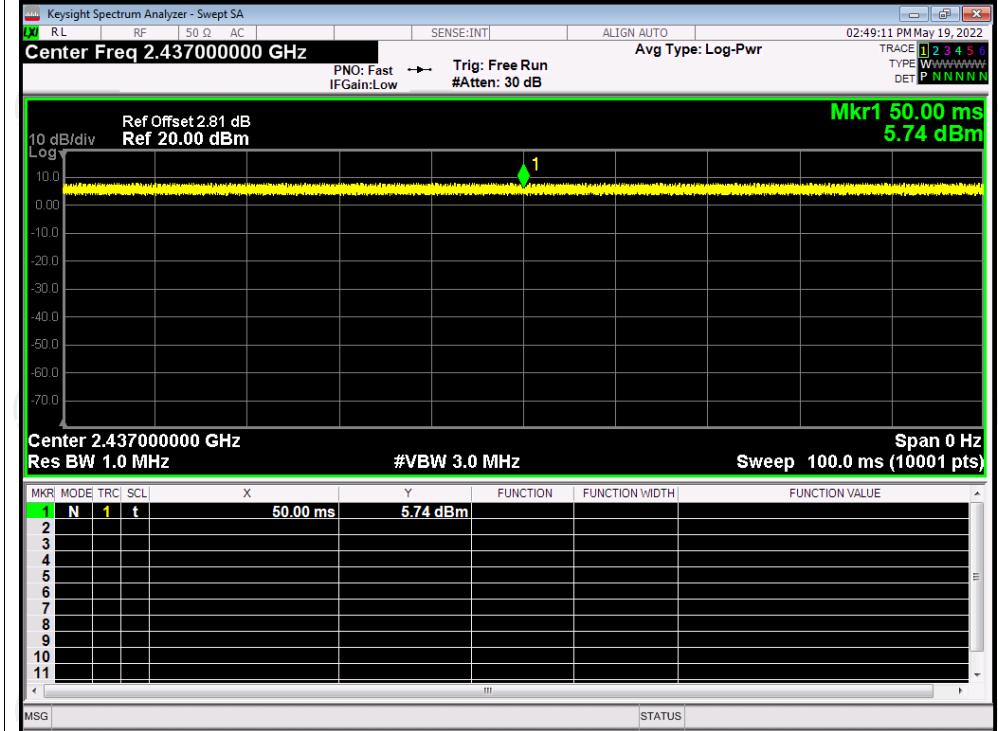 Keysight Spectrum Analyzer - Swept SA
LXI RL RF 50 Ω AC SENSE:INT ALIGN AUTO 02:49:11 PM May 19, 2022
Center Freq 2.437000000 GHz Avg Type: Log-Pwr TRACE 1 2 3 4 5 6
PNO: Fast Trig: Free Run TYPE W W W W W W
IFGain:Low #Atten: 30 dB DET P N N N N N
Mkr1 50.00 ms
Ref Offset 2.81 dB
10 dB/div Ref 20.00 dBm 5.74 dBm
Log
1
10.0
0.00
-10.0
-20.0
-30.0
-40.0
-50.0
-60.0
-70.0
Center 2.437000000 GHz Span 0 Hz
Res BW 1.0 MHz #VBW 3.0 MHz Sweep 100.0 ms (10001 pts)
MKR MODE TRC SCL X Y FUNCTION FUNCTION WIDTH FUNCTION VALUE
1 N 1 t 50.00 ms 5.74 dBm
2
3
4
5
6
7
8
9
10
11
MSG STATUS